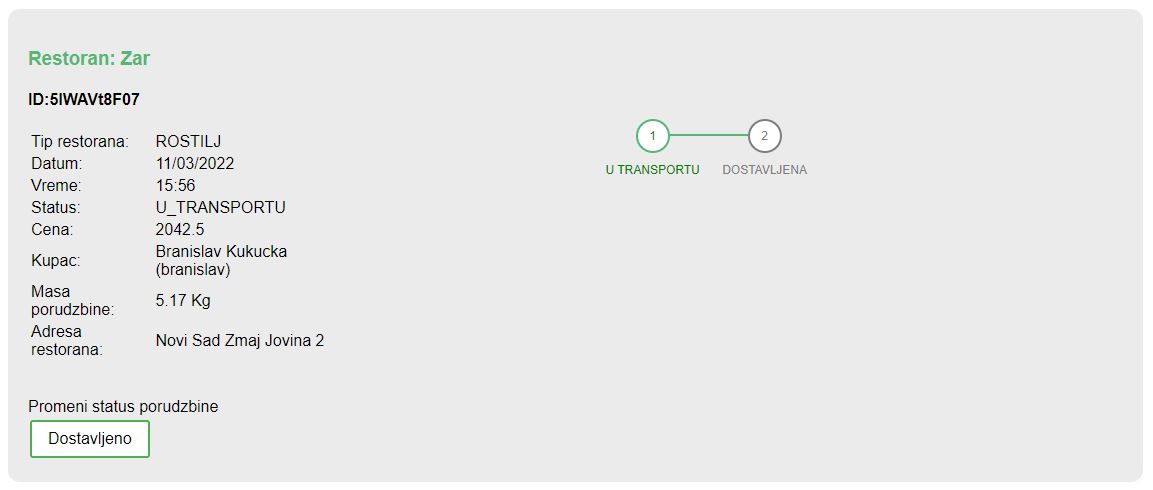 Restoran: Zar
ID:5lWAVt8F07
Tip restorana: ROSTILJ
Datum: 11/03/2022
Vreme: 15:56
Status: U_TRANSPORTU
Cena: 2042.5
Kupac: Branislav Kukucka
(branislav)
Masa
porudzbine: 5.17 Kg
Adresa
restorana: Novi Sad Zmaj Jovina 2
1 2
U TRANSPORTU DOSTAVLJENA
Promeni status porudzbine
Dostavljeno